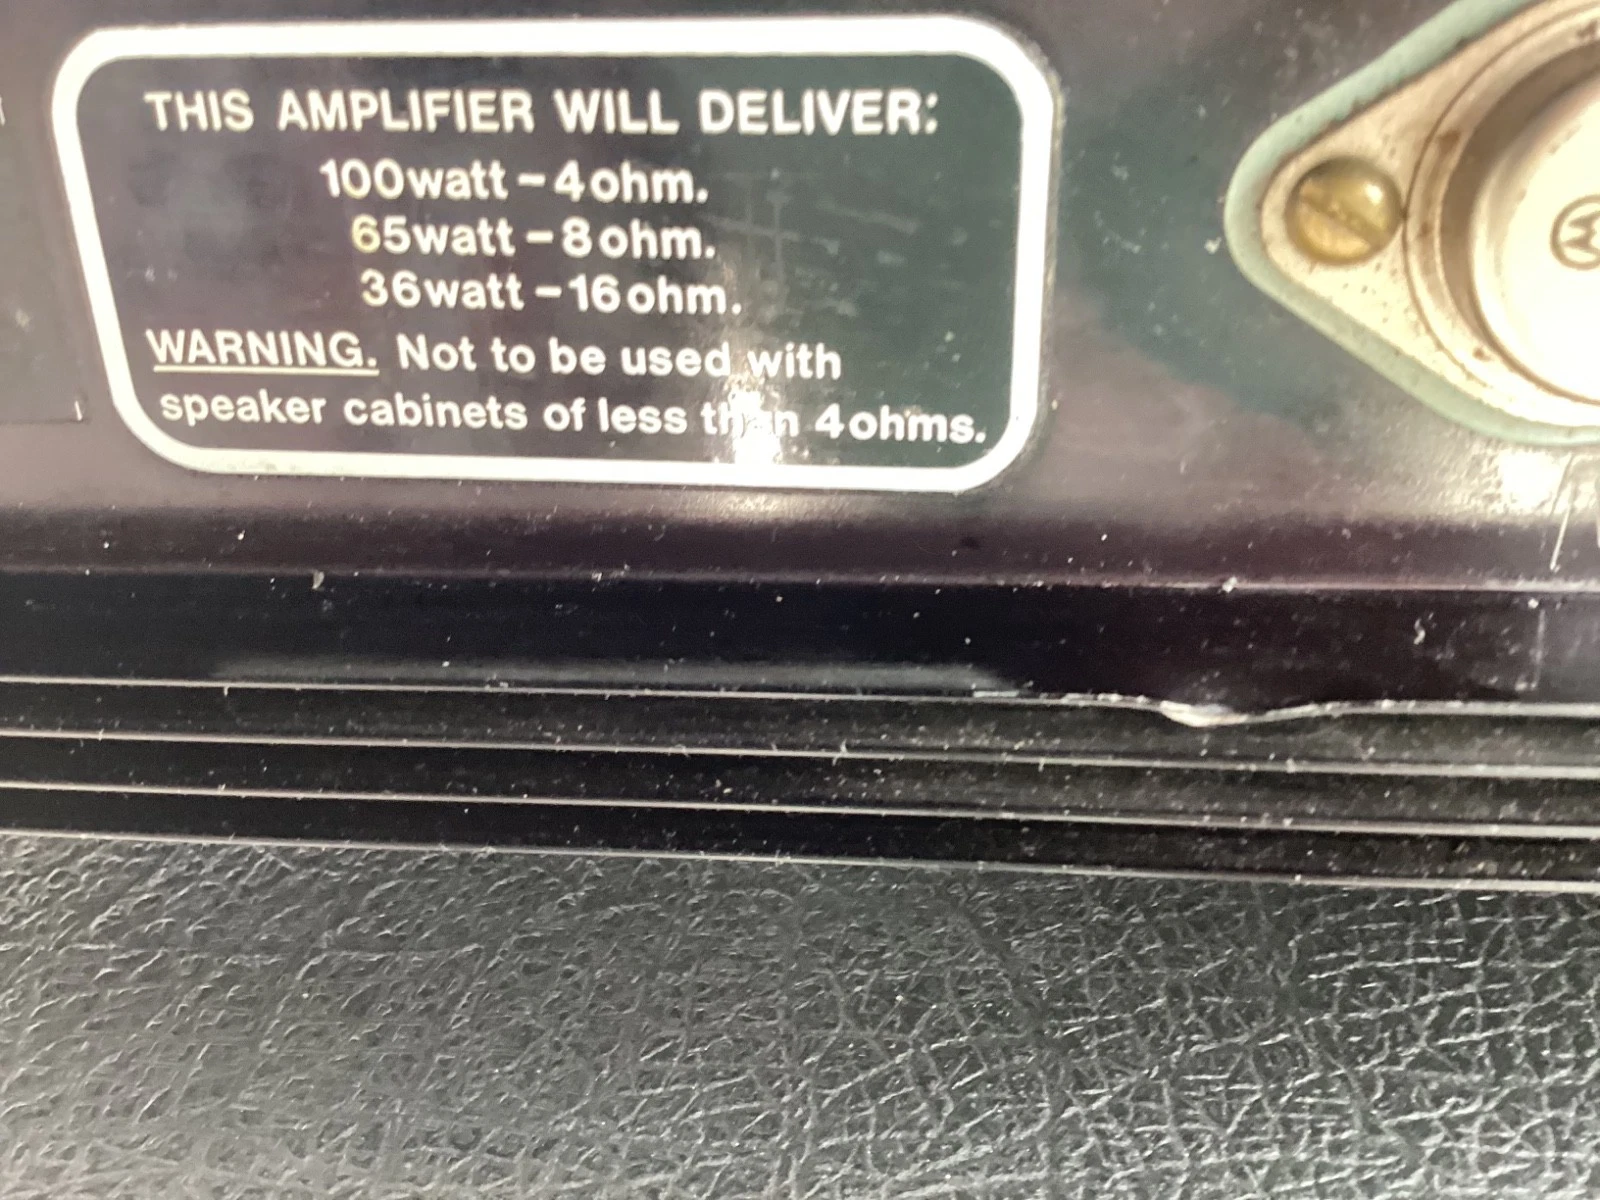 THIS AMPLIFIER WILL DELIVER:
100watt - 4ohm.
65watt - 8ohm.
36watt - 16ohm.
WARNING. Not to be used with
speaker cabinets of less than 4ohms.